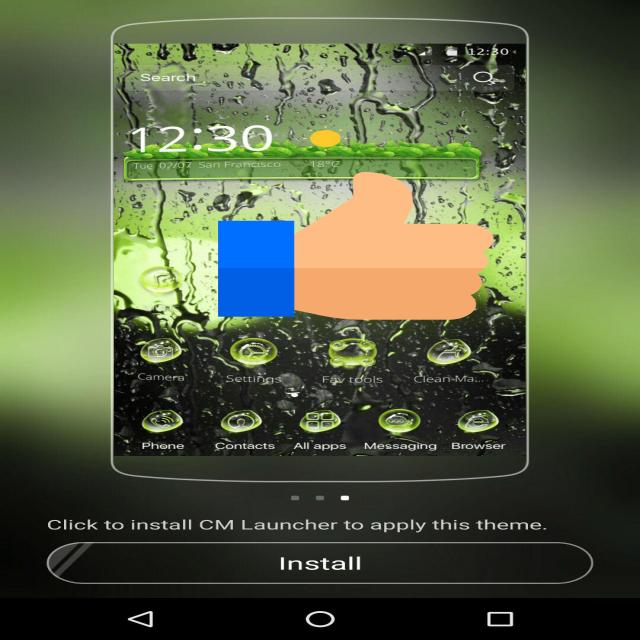 12:30
Search
12:30
Tue 07/07 San Francisco 18°C
Camera
Settings
Fav tools
Clean-Ma...
Phone
Contacts
All apps
Messaging
Browser
Click to install CM Launcher to apply this theme.
Install